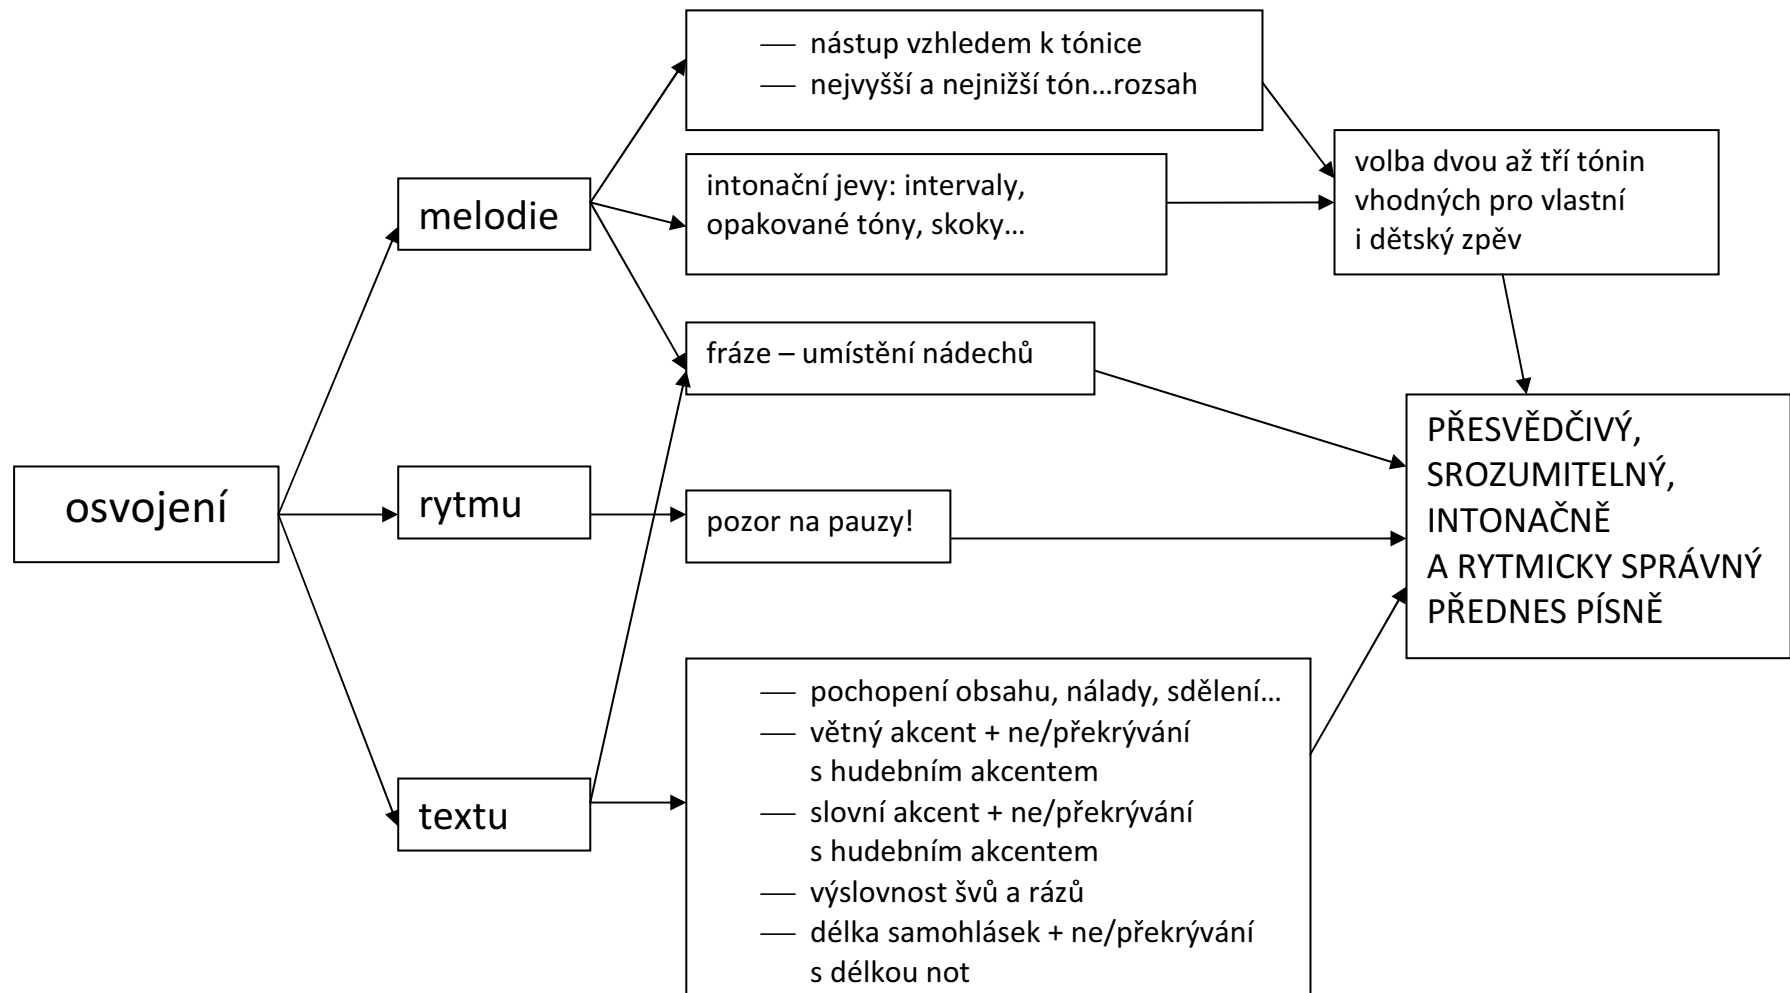 osvojení
melodie
rytmu
textu
— nástup vzhledem k tónice
— nejvyšší a nejnižší tón…rozsah
intonační jevy: intervaly,
opakované tóny, skoky…
fráze – umístění nádechů
pozor na pauzy!
— pochopení obsahu, nálady, sdělení…
— větný akcent + ne/překrývání
s hudebním akcentem
— slovní akcent + ne/překrývání
s hudebním akcentem
— výslovnost švů a rázů
— délka samohlásek + ne/překrývání
s délkou not
volba dvou až tří tónin
vhodných pro vlastní
i dětský zpěv
PŘESVĚDČIVÝ,
SROZUMITELNÝ,
INTONAČNĚ
A RYTMICKY SPRÁVNÝ
PŘEDNES PÍSNĚ